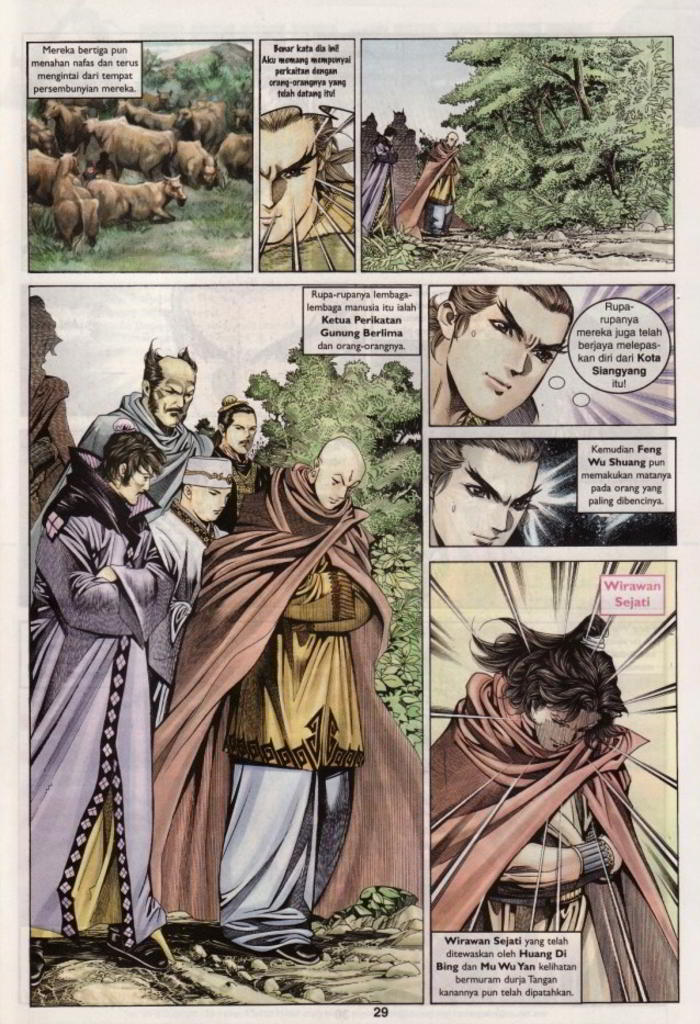 Mereka bertiga pun
menahan nafas dan terus
mengintai dari tempat
persembunyian mereka.
Benar kata dia ini!
Aku memang mempunyai
perkaitan dengan
orang-orangnya yang
telah datang itu!
Rupa-rupanya lembaga-
lembaga manusia itu ialah
Ketua Perikatan
Gunung Berlima
dan orang-orangnya.
Rupa-
rupanya
mereka juga telah
berjaya melepas-
kan diri dari Kota
Siangyang
itu!
Kemudian Feng
Wu Shuang pun
memakukan matanya
pada orang yang
paling dibencinya.
Wirawan
Sejati
Wirawan Sejati yang telah
ditewaskan oleh Huang Di
Bing dan Mu Wu Yan kelihatan
bermuram durja Tangan
kanannya pun telah dipatahkan.
29